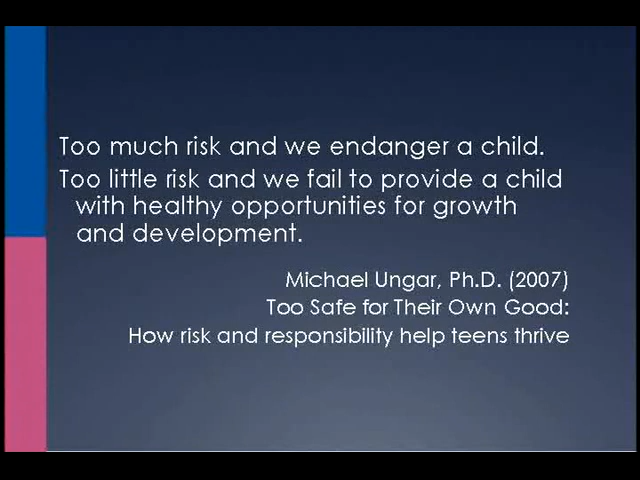 Too much risk and we endanger a child.
Too little risk and we fail to provide a child
with healthy opportunities for growth
and development.
Michael Ungar, Ph.D. (2007)
Too Safe for Their Own Good:
How risk and responsibility help teens thrive